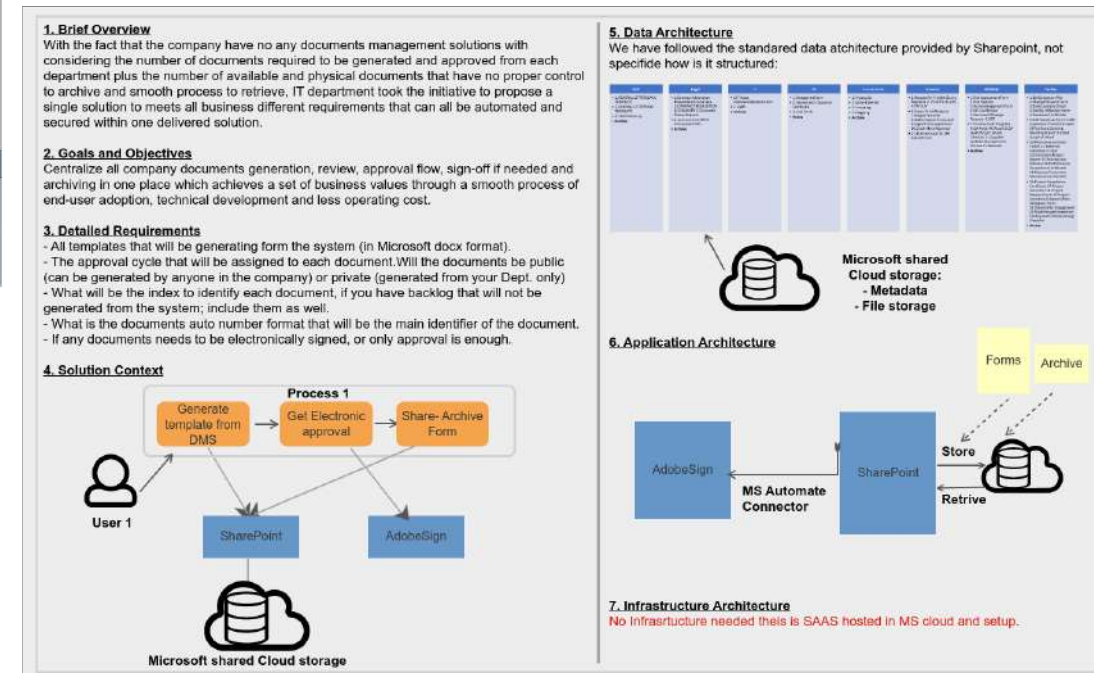 1. Brief Overview
With the fact that the company have no any documents management solutions with
considering the number of documents required to be generated and approved from each
department plus the number of available and physical documents that have no proper control
to archive and smooth process to retrieve, IT department took the initiative to propose a
single solution to meets all business different requirements that can all be automated and
secured within one delivered solution.
2. Goals and Objectives
Centralize all company documents generation, review, approval flow, sign-off if needed and
archiving in one place which achieves a set of business values through a smooth process of
end-user adoption, technical development and less operating cost.
3. Detailed Requirements
- All templates that will be generating form the system (in Microsoft docx format).
- The approval cycle that will be assigned to each document.Will the documents be public
(can be generated by anyone in the company) or private (generated from your Dept. only)
- What will be the index to identify each document, if you have backlog that will not be
generated from the system; include them as well.
- What is the documents auto number format that will be the main identifier of the document.
- If any documents needs to be electronically signed, or only approval is enough.
4. Solution Context
Process 1
Generate
template from
DMS
Get Electronic
approval
Share- Archive
Form
User 1
SharePoint
AdobeSign
Microsoft shared Cloud storage
5. Data Architecture
We have followed the standared data atchitecture provided by Sharepoint, not
specifide how is it structured:
Microsoft shared
Cloud storage:
- Metadata
- File storage
6. Application Architecture
Forms
Archive
AdobeSign
MS Automate
Connector
SharePoint
Store
Retrive
7. Infrastructure Architecture
No Infrasrtucture needed theis is SAAS hosted in MS cloud and setup.